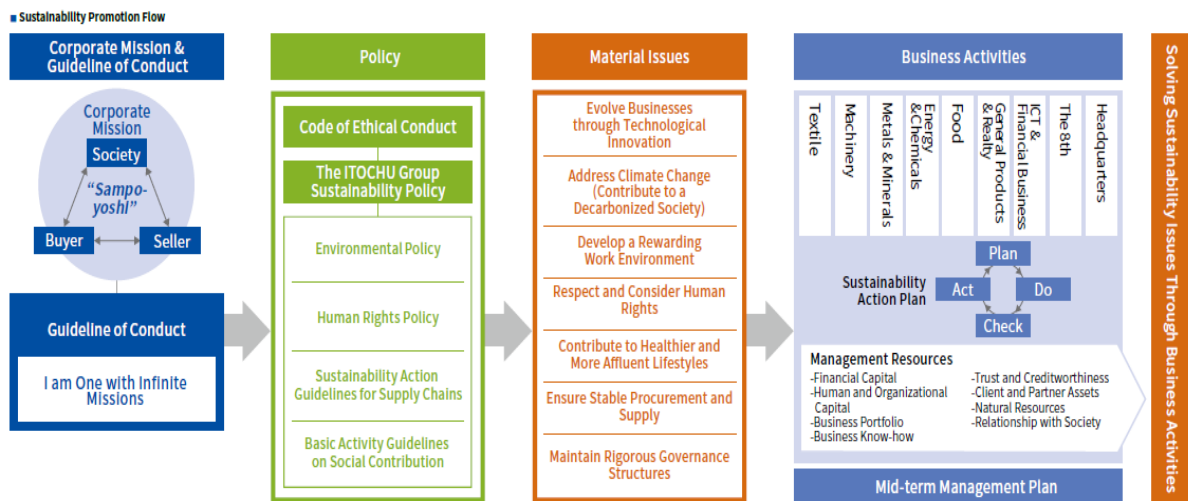 ■ Sustainability Promotion Flow
Corporate Mission &
Guideline of Conduct
Corporate
Mission
Society
“Sampo-
yoshi”
Buyer
Seller
Guideline of Conduct
I am One with Infinite
Missions
Policy
Code of Ethical Conduct
The ITOCHU Group
Sustainability Policy
Environmental Policy
Human Rights Policy
Sustainability Action
Guidelines for Supply Chains
Basic Activity Guidelines
on Social Contribution
Material Issues
Evolve Businesses
through Technological
Innovation
Address Climate Change
(Contribute to a
Decarbonized Society)
Develop a Rewarding
Work Environment
Respect and Consider Human
Rights
Contribute to Healthier and
More Affluent Lifestyles
Ensure Stable Procurement and
Supply
Maintain Rigorous Governance
Structures
Business Activities
Textile
Machinery
Metals & Minerals
Energy
&Chemicals
Food
General Products
& Realty
ICT &
Financial Business
The 8th
Headquarters
Sustainability
Action Plan
Plan
Act
Do
Check
Management Resources
-Financial Capital
-Human and Organizational
Capital
-Business Portfolio
-Business Know-how
-Trust and Creditworthiness
-Client and Partner Assets
-Natural Resources
-Relationship with Society
Mid-term Management Plan
Solving Sustainability Issues Through Business Activities